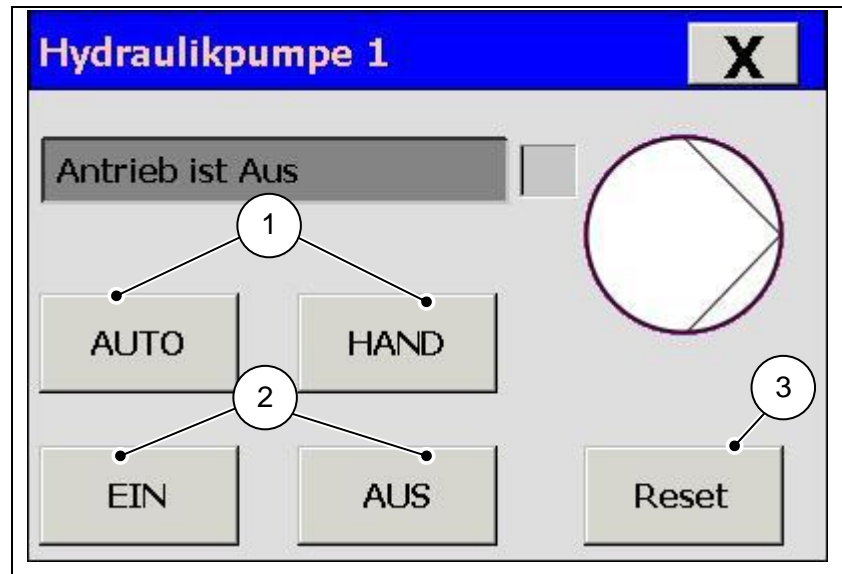 Hydraulikpumpe 1
X
Antrieb ist Aus
1
AUTO
HAND
2
3
EIN
AUS
Reset